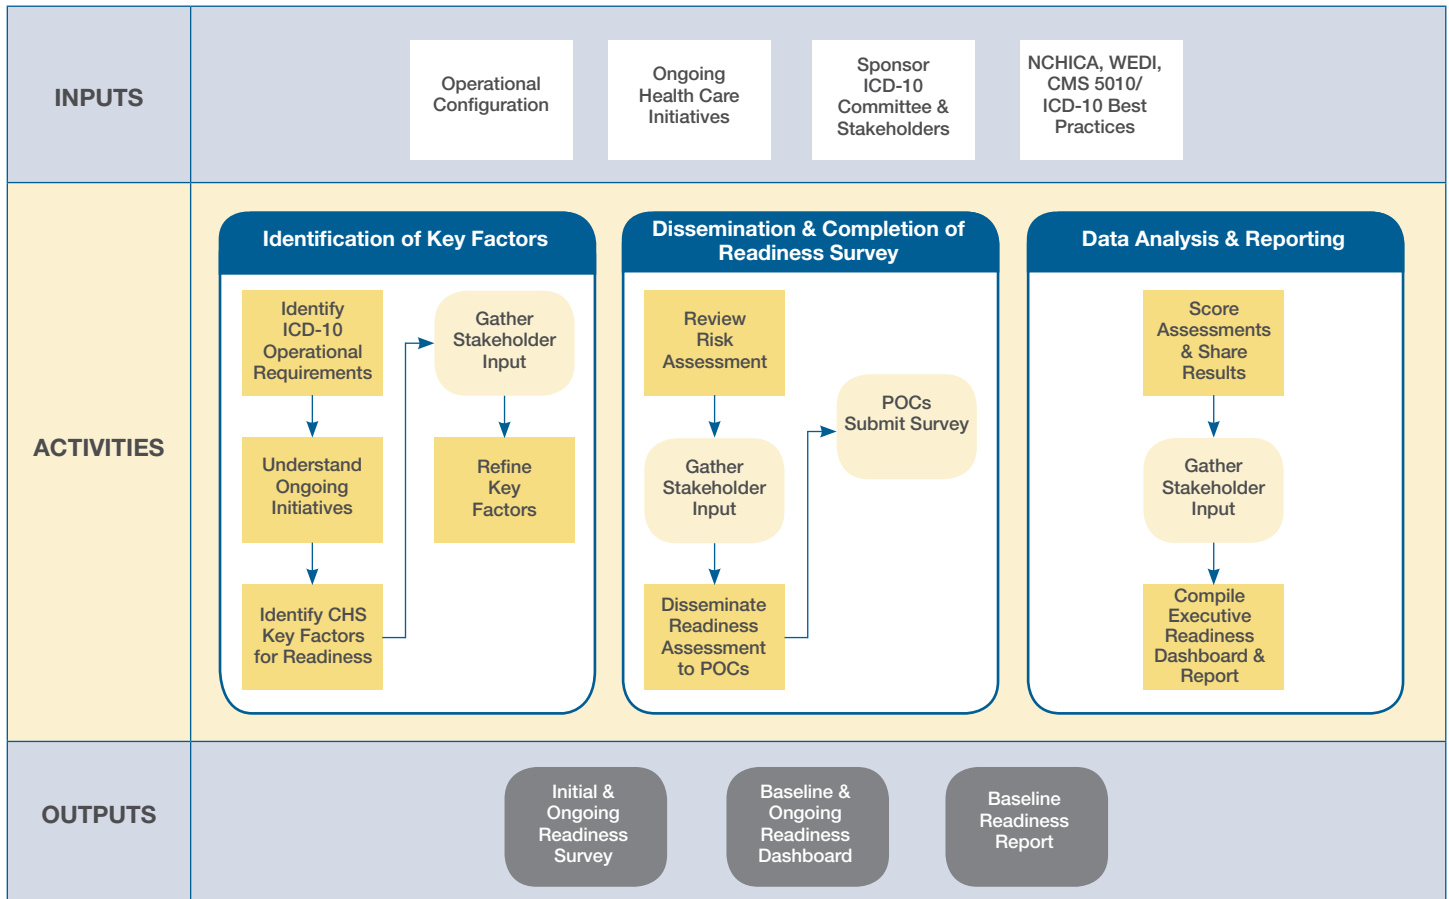 INPUTS
Operational
Configuration
Ongoing
Health Care
Initiatives
Sponsor
ICD-10
Committee &
Stakeholders
NCHICA, WEDI,
CMS 5010/
ICD-10 Best
Practices
ACTIVITIES
Identification of Key Factors
Identify
ICD-10
Operational
Requirements
Understand
Ongoing
Initiatives
Identify CHS
Key Factors
for Readiness
Gather
Stakeholder
Input
Refine
Key
Factors
Dissemination & Completion of
Readiness Survey
Review
Risk
Assessment
Gather
Stakeholder
Input
Disseminate
Readiness
Assessment
to POCs
POCs
Submit Survey
Data Analysis & Reporting
Score
Assessments
& Share
Results
Gather
Stakeholder
Input
Compile
Executive
Readiness
Dashboard &
Report
OUTPUTS
Initial &
Ongoing
Readiness
Survey
Baseline &
Ongoing
Readiness
Dashboard
Baseline
Readiness
Report